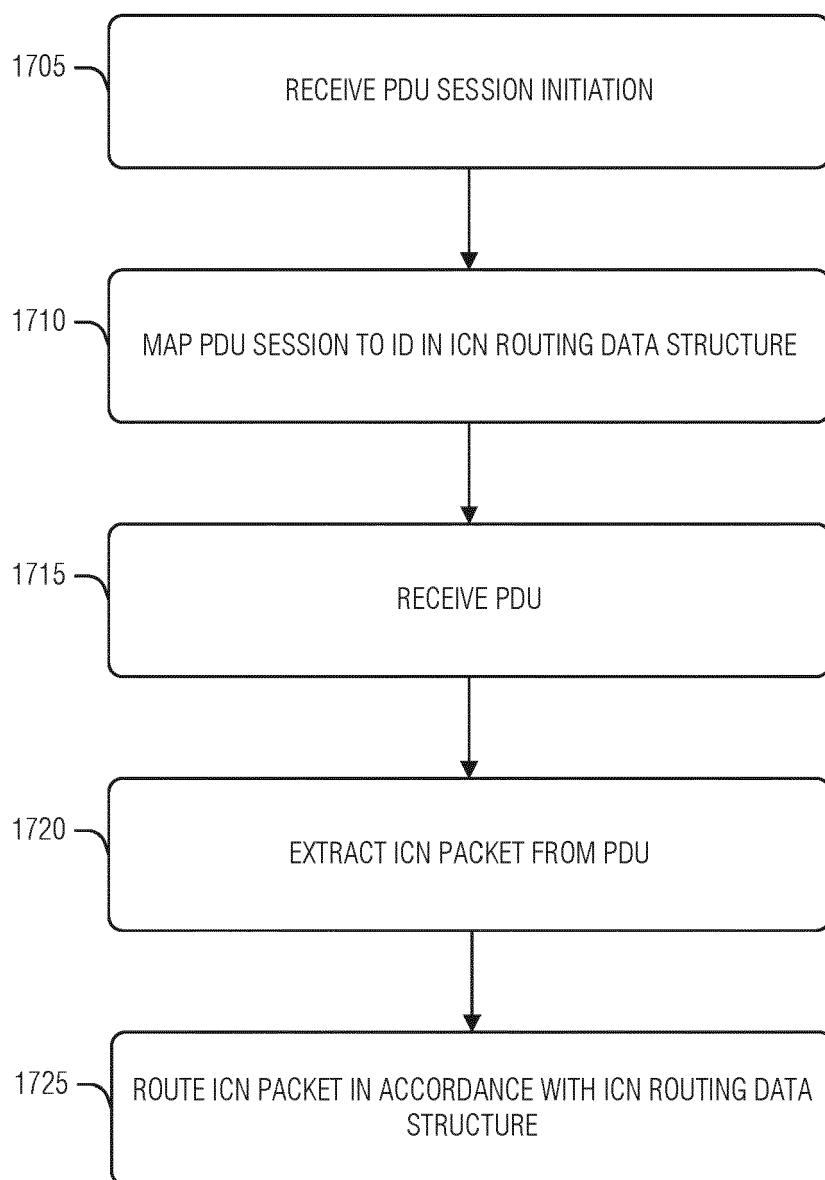 1705
RECEIVE PDU SESSION INITIATION
1710
MAP PDU SESSION TO ID IN ICN ROUTING DATA STRUCTURE
1715
RECEIVE PDU
1720
EXTRACT ICN PACKET FROM PDU
1725
ROUTE ICN PACKET IN ACCORDANCE WITH ICN ROUTING DATA
STRUCTURE